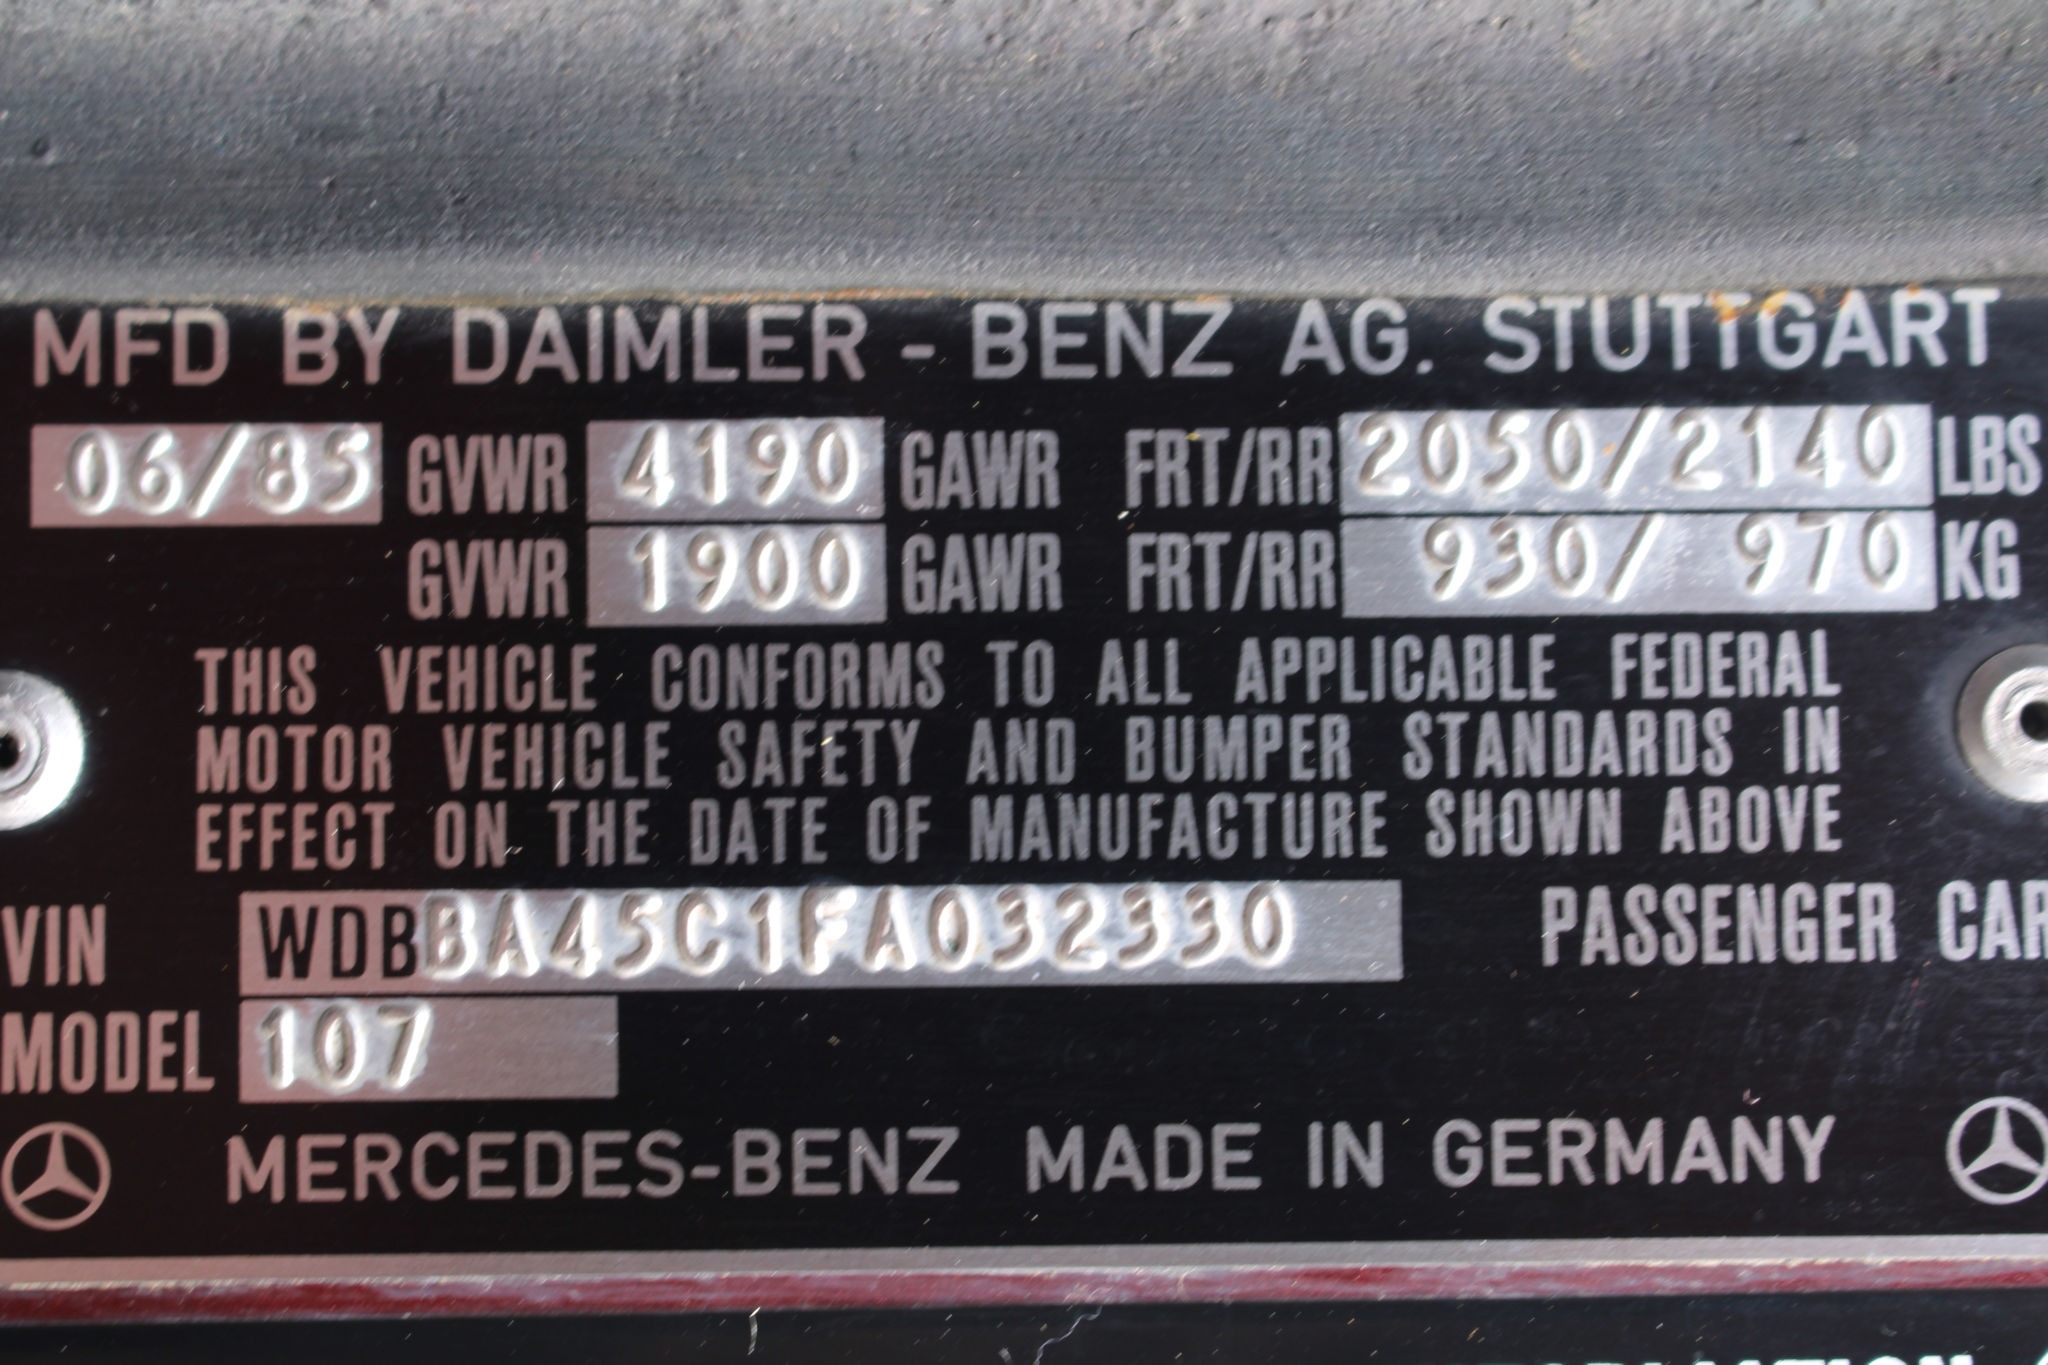 MFD BY DAIMLER - BENZ AG. STUTTGART
06/85 GVWR 4190 GAWR FRT/RR 2050/2140 LBS
GVWR 1900 GAWR FRT/RR 930/ 970 KG
THIS VEHICLE CONFORMS TO ALL APPLICABLE FEDERAL
MOTOR VEHICLE SAFETY AND BUMPER STANDARDS IN
EFFECT ON THE DATE OF MANUFACTURE SHOWN ABOVE
VIN WDBBA45C1FA032330 PASSENGER CAR
MODEL 107
MERCEDES-BENZ MADE IN GERMANY